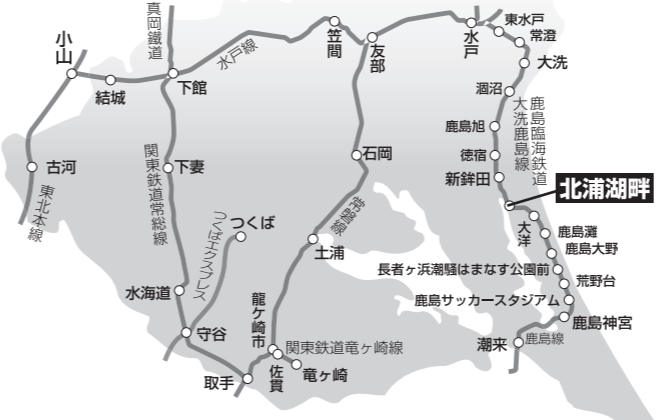 真岡鐵道
小山
結城
下館
水戸線
笠間
友部
水戸
東水戸
常澄
大洗
涸沼
鹿島臨海鉄道
大洗鹿島線
鹿島旭
徳宿
新鉾田
北浦湖畔
大洋
鹿島灘
鹿島大野
長者ヶ浜潮騒はまなす公園前
荒野台
鹿島サッカースタジアム
鹿島神宮
鹿島線
潮来
古河
東北本線
関東鉄道常総線
下妻
つくばエクスプレス
つくば
石岡
常磐線
土浦
水海道
守谷
取手
龍ケ崎市
佐貫
関東鉄道竜ヶ崎線
竜ヶ崎